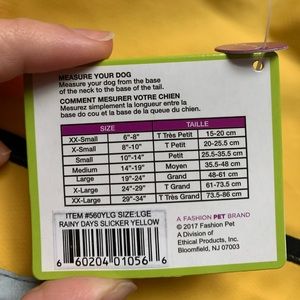 MEASURE YOUR DOG
Measure your dog from the base
of the neck to the base of the tail.
COMMENT MESURER VOTRE CHIEN
Mesurez simplement la longueur entre la
base do cou et la base de la queue du chien.
SIZE TAILLE
XX-Small 6"-8" T Très Petit 15-20 cm
X-Small 8"-10" T Petit 20-25.5 cm
Small 10"-14" Petit 25.5-35.5 cm
Medium 14"-19" Moyen 35.5-48 cm
Large 19"-24" Grand 48-61 cm
X-Large 24"-29" T Grand 61-73.5 cm
XX-Large 29"-34" T Grand 73.5-86 cm
ITEM #560YLG SIZE:LGE
RAINY DAYS SLICKER YELLOW
6 60204 01056 6
A FASHION PET BRAND
© 2017 Fashion Pet
A Division of
Ethical Products, Inc.
Bloomfield, NJ 07003